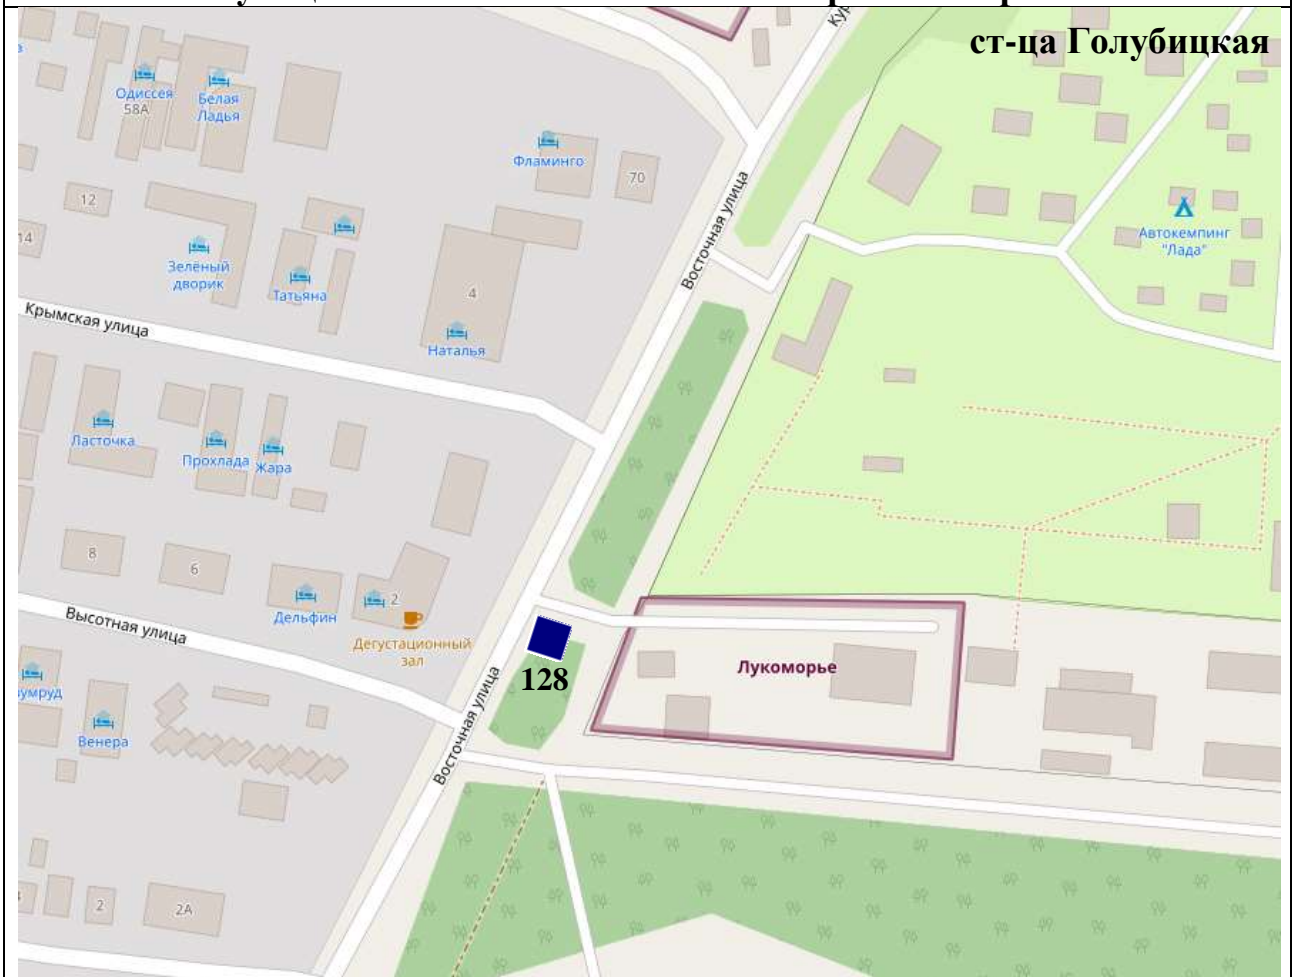 ст-ца Голубицкая
Одиссея
58А
Белая
Ладья
Фламинго
70
12
14
Зелёный
дворик
Татьяна
4
Наталья
Восточная улица
Автокемпинг
"Лада"
Крымская улица
Ласточка
Прохлада
Жара
8
6
Дельфин
2
Дегустационный
зал
Высотная улица
128
Лукоморье
Венера
Восточная улица
2
2А